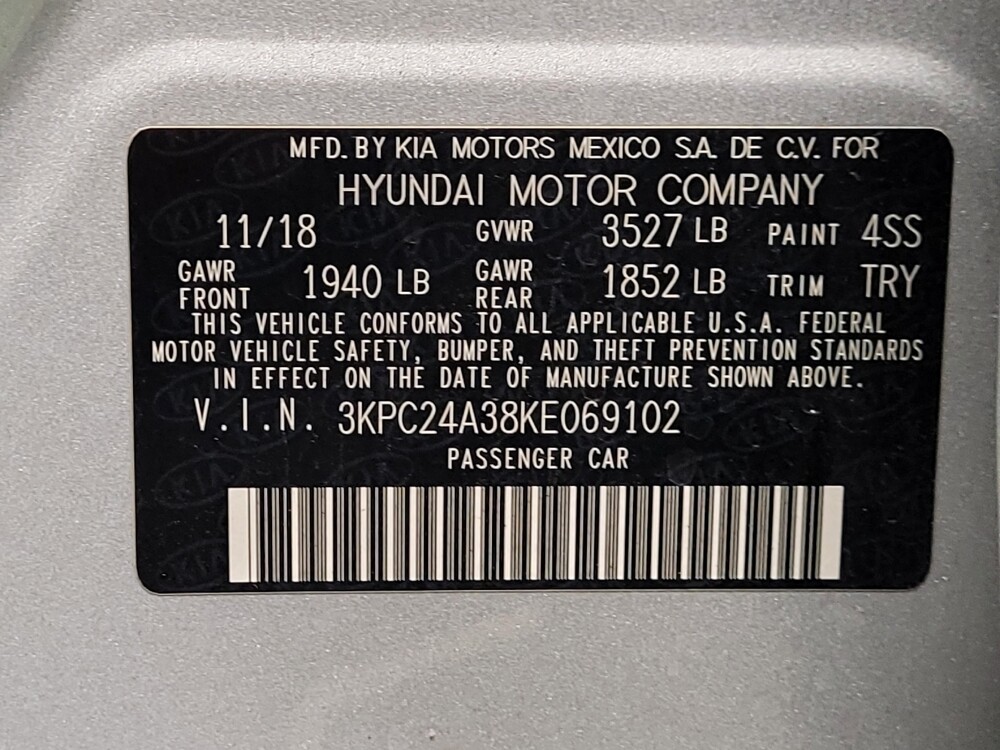 MFD. BY KIA MOTORS MEXICO S.A. DE C.V. FOR
HYUNDAI MOTOR COMPANY
11/18 GVWR 3527 LB PAINT 4SS
GAWR FRONT 1940 LB GAWR REAR 1852 LB TRIM TRY
THIS VEHICLE CONFORMS TO ALL APPLICABLE U.S.A. FEDERAL
MOTOR VEHICLE SAFETY, BUMPER, AND THEFT PREVENTION STANDARDS
IN EFFECT ON THE DATE OF MANUFACTURE SHOWN ABOVE.
V.I.N. 3KPC24A38KE069102
PASSENGER CAR